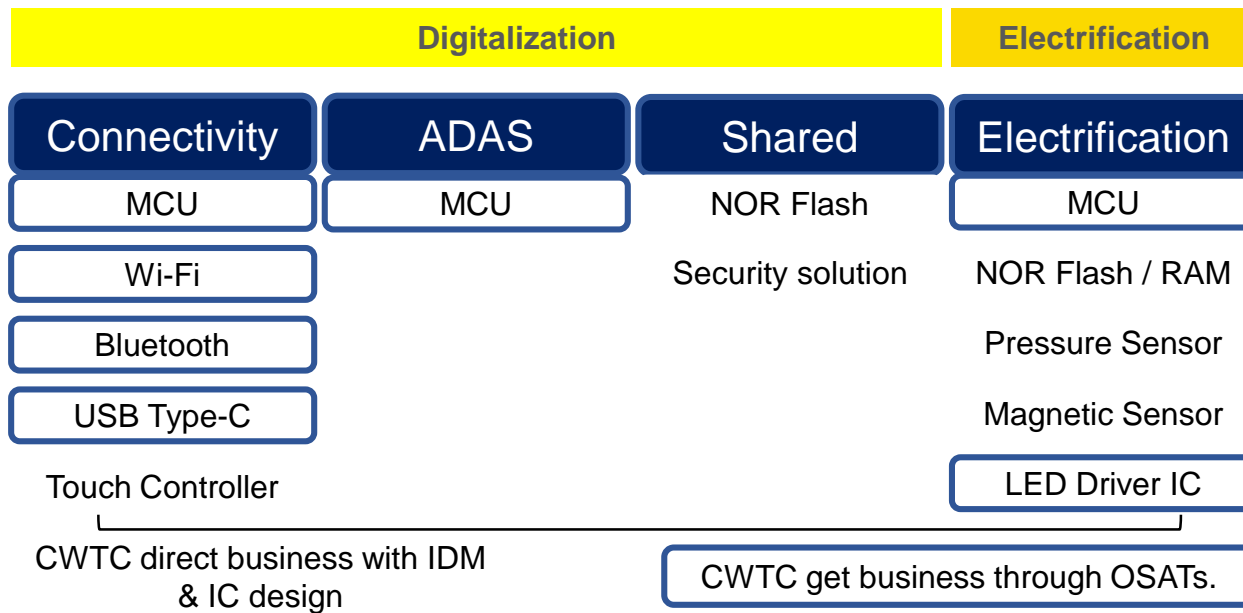 Digitalization Electrification
Connectivity ADAS Shared Electrification
MCU MCU NOR Flash MCU
Wi-Fi Security solution NOR Flash / RAM
Bluetooth Pressure Sensor
USB Type-C Magnetic Sensor
Touch Controller LED Driver IC
CWTC direct business with IDM
& IC design
CWTC get business through OSATs.